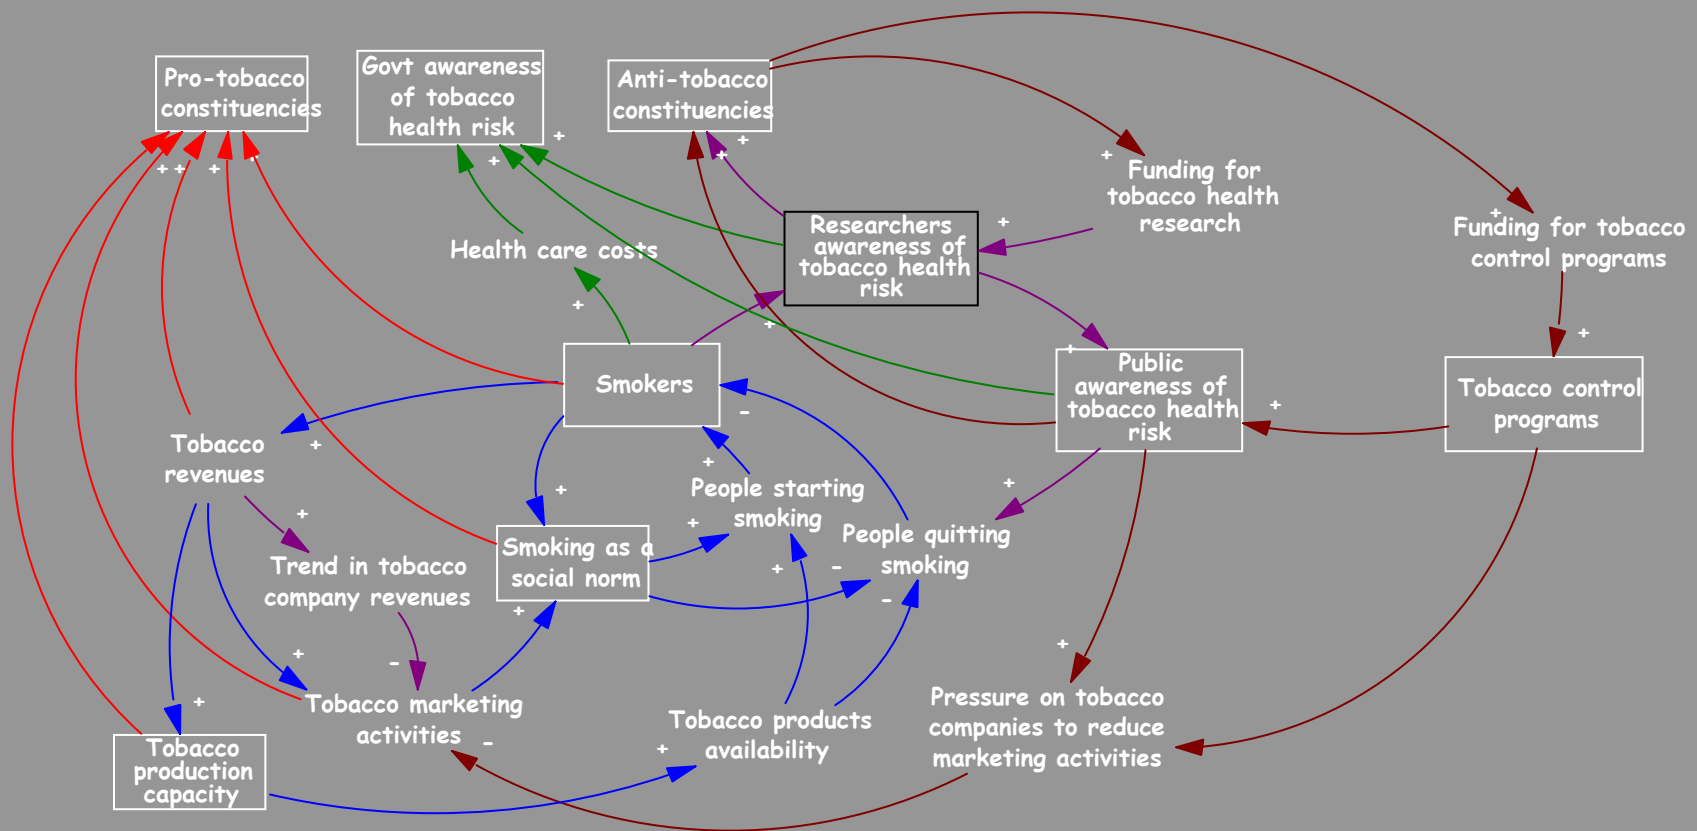 Pro-tobacco
constituencies
Govt awareness
of tobacco
health risk
Anti-tobacco
constituencies
+
+
+
+
+
+
+
+ +
+
+
Funding for
tobacco health
research
+
Funding for tobacco
control programs
+
Researchers
awareness of
tobacco health
risk
Health care costs
+
+
+
+
Smokers
-
Public
awareness of
tobacco health
risk
+
Tobacco control
programs
Tobacco
revenues
+
+
+
+
People starting
smoking
+
+
People quitting
smoking
Smoking as a
social norm
Trend in tobacco
company revenues
+
-
-
+
+
-
+
Tobacco marketing
activities
-
+
Tobacco products
availability
+
Pressure on tobacco
companies to reduce
marketing activities
Tobacco
production
capacity